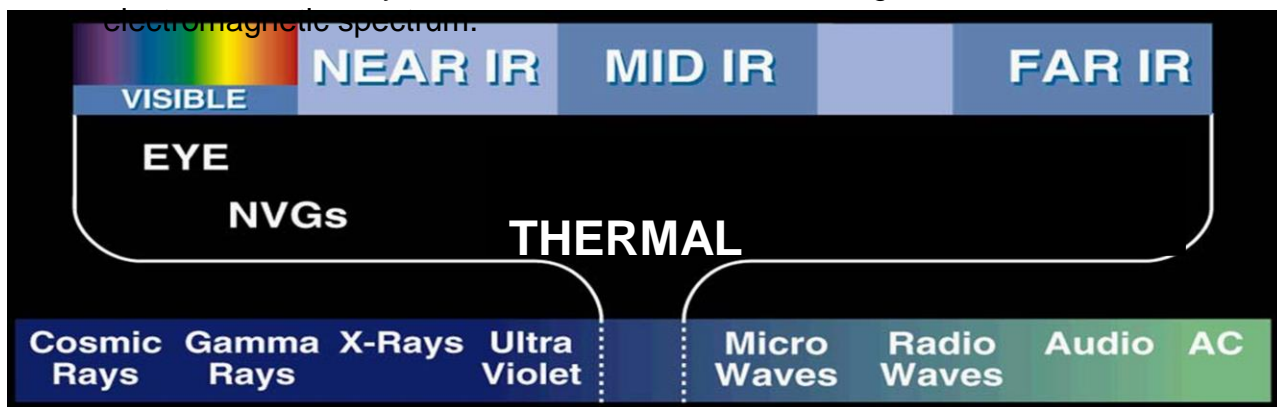 electromagnetic spectrum.
NEAR IR MID IR FAR IR
VISIBLE
EYE
NVGs
THERMAL
Cosmic Gamma X-Rays Ultra Micro Radio Audio AC
Rays Rays Violet Waves Waves